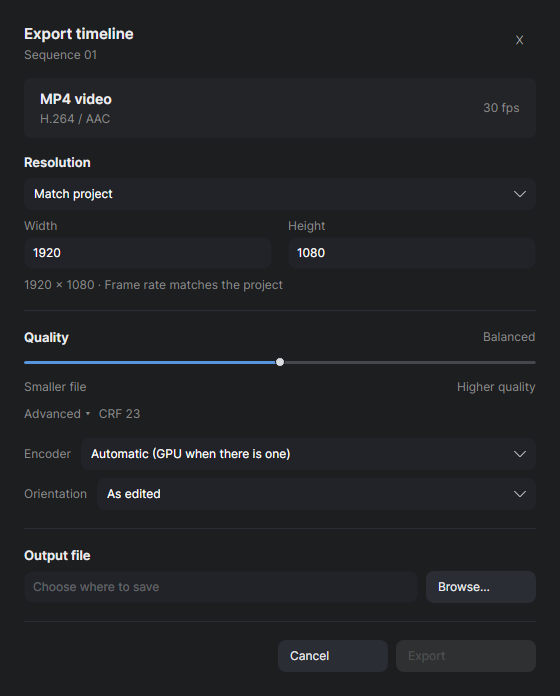 Export timeline
X
Sequence 01
MP4 video
H.264 / AAC
30 fps
Resolution
Match project
Width
Height
1920
1080
1920 × 1080 · Frame rate matches the project
Quality
Balanced
Smaller file
Higher quality
Advanced
CRF 23
Encoder
Automatic (GPU when there is one)
Orientation
As edited
Output file
Choose where to save
Browse...
Cancel
Export